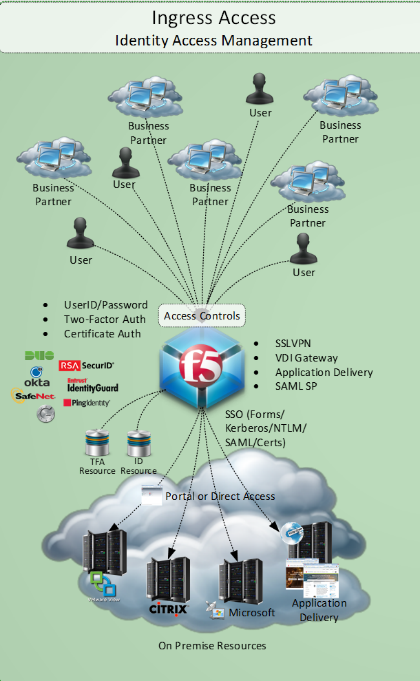 Ingress Access
Identity Access Management
User
Business
Partner
Business
Partner
Business
Partner
User
Business
Partner
Business
Partner
User
User
UserID/Password
Two-Factor Auth
Certificate Auth
Access Controls
SSLVPN
VDI Gateway
Application Delivery
SAML SP
f5
DUO
RSA SecurID
okta
Entrust
IdentityGuard
SafeNet
PingIdentity
SSO (Forms/
Kerberos/NTLM/
SAML/Certs)
TFA
Resource
ID
Resource
Portal or Direct Access
CITRIX
Microsoft
Application
Delivery
On Premise Resources